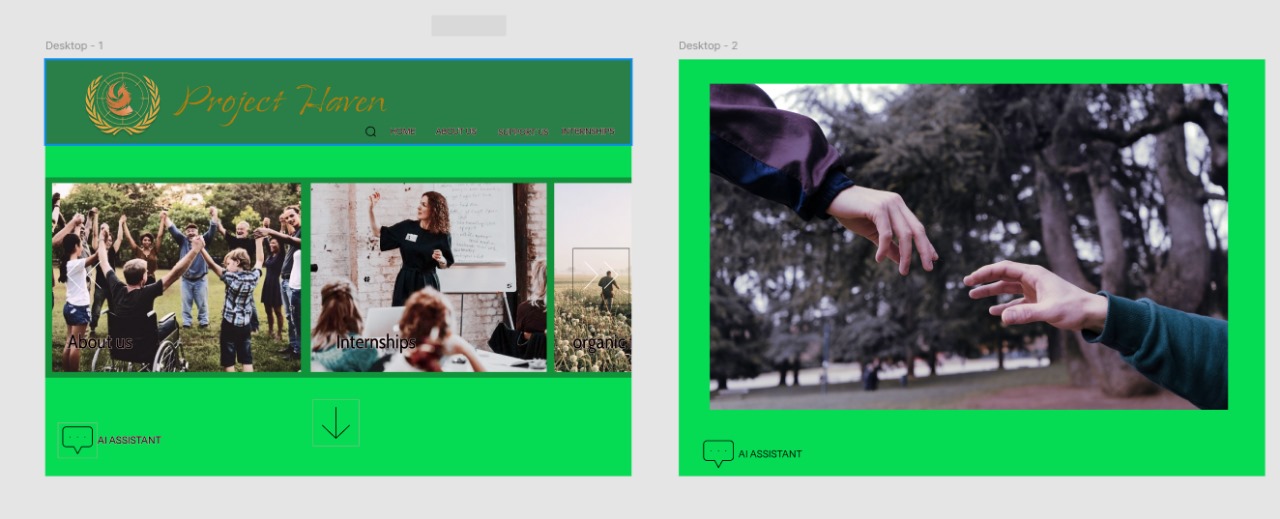 Desktop - 1
Project Haven
HOME ABOUT US SUPPORT US INTERNSHIPS
About us
Internships
organic
AI ASSISTANT
Desktop - 2
AI ASSISTANT